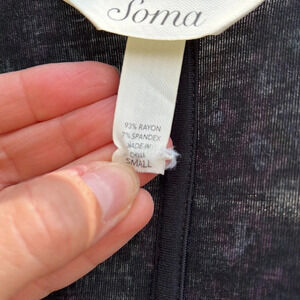 Soma
93% RAYON
7% SPANDEX
MADE IN
CHINA
SMALL